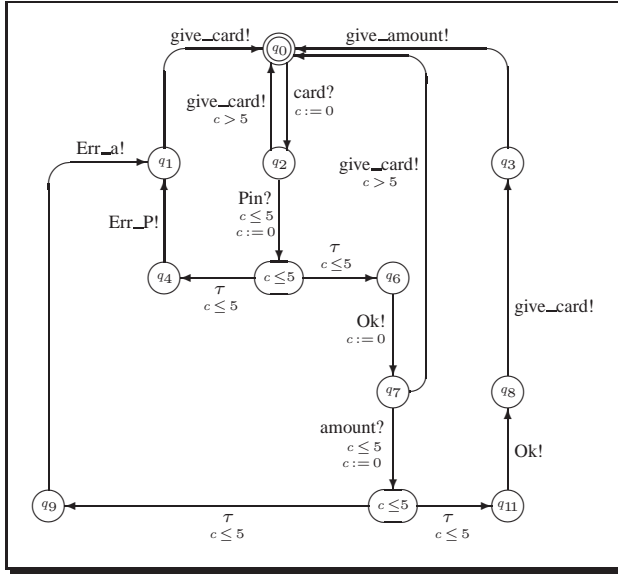 give_card!
q0
give_amount!
give_card!
c > 5
card?
c := 0
Err_a!
q1
q2
give_card!
c > 5
q3
Pin?
c ≤ 5
c := 0
Err_P!
q4
τ
c ≤ 5
c ≤ 5
τ
c ≤ 5
q6
Ok!
c := 0
give_card!
q7
q8
amount?
c ≤ 5
c := 0
Ok!
q9
τ
c ≤ 5
c ≤ 5
τ
c ≤ 5
q11